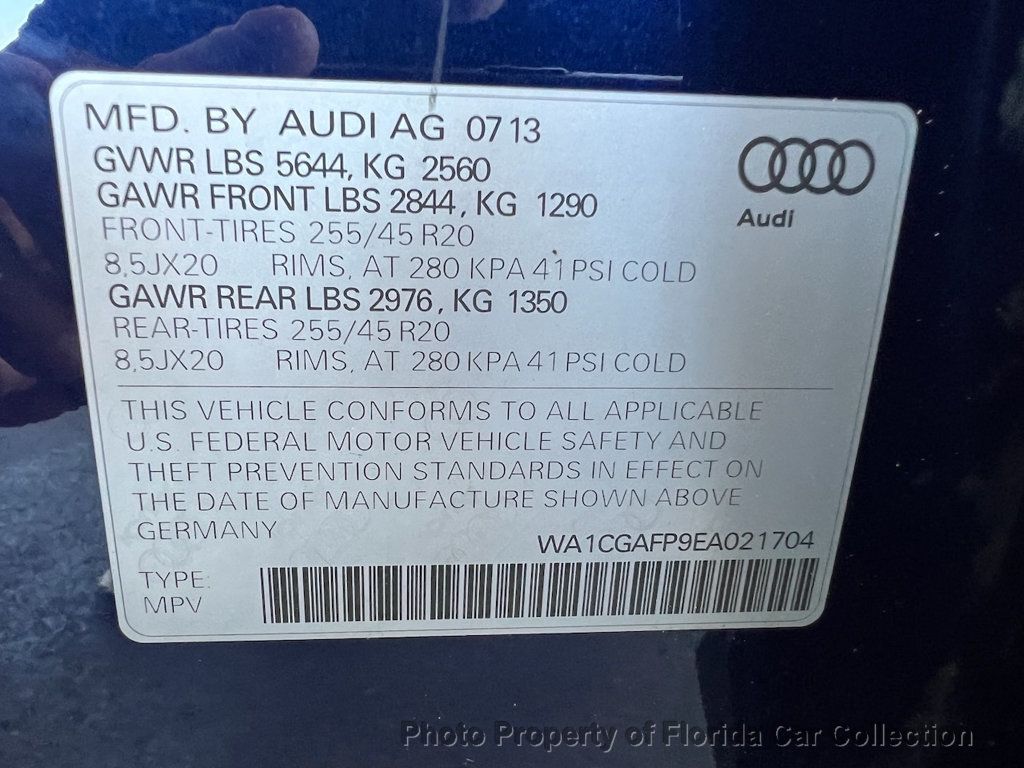 MFD. BY AUDI AG 07 13
GVWR LBS 5644, KG 2560
GAWR FRONT LBS 2844, KG 1290
FRONT-TIRES 255/45 R20
8,5JX20 RIMS, AT 280 KPA 41 PSI COLD
GAWR REAR LBS 2976, KG 1350
REAR-TIRES 255/45 R20
8,5JX20 RIMS, AT 280 KPA 41 PSI COLD
Audi
THIS VEHICLE CONFORMS TO ALL APPLICABLE
U.S. FEDERAL MOTOR VEHICLE SAFETY AND
THEFT PREVENTION STANDARDS IN EFFECT ON
THE DATE OF MANUFACTURE SHOWN ABOVE
GERMANY
WA1CGAFP9EA021704
TYPE:
MPV
Photo Property of Florida Car Collection